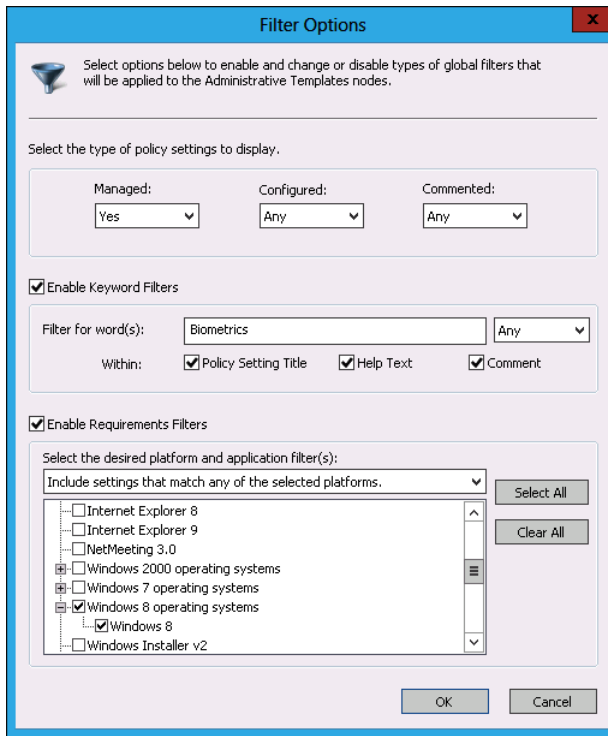 Filter Options
x
Select options below to enable and change or disable types of global filters that
will be applied to the Administrative Templates nodes.
Select the type of policy settings to display.
Managed: Configured: Commented:
Yes Any Any
Enable Keyword Filters
Filter for word(s): Biometrics Any
Within: Policy Setting Title Help Text Comment
Enable Requirements Filters
Select the desired platform and application filter(s):
Include settings that match any of the selected platforms.
Select All
Internet Explorer 8
Internet Explorer 9
Clear All
NetMeeting 3.0
Windows 2000 operating systems
Windows 7 operating systems
Windows 8 operating systems
Windows 8
Windows Installer v2
OK Cancel